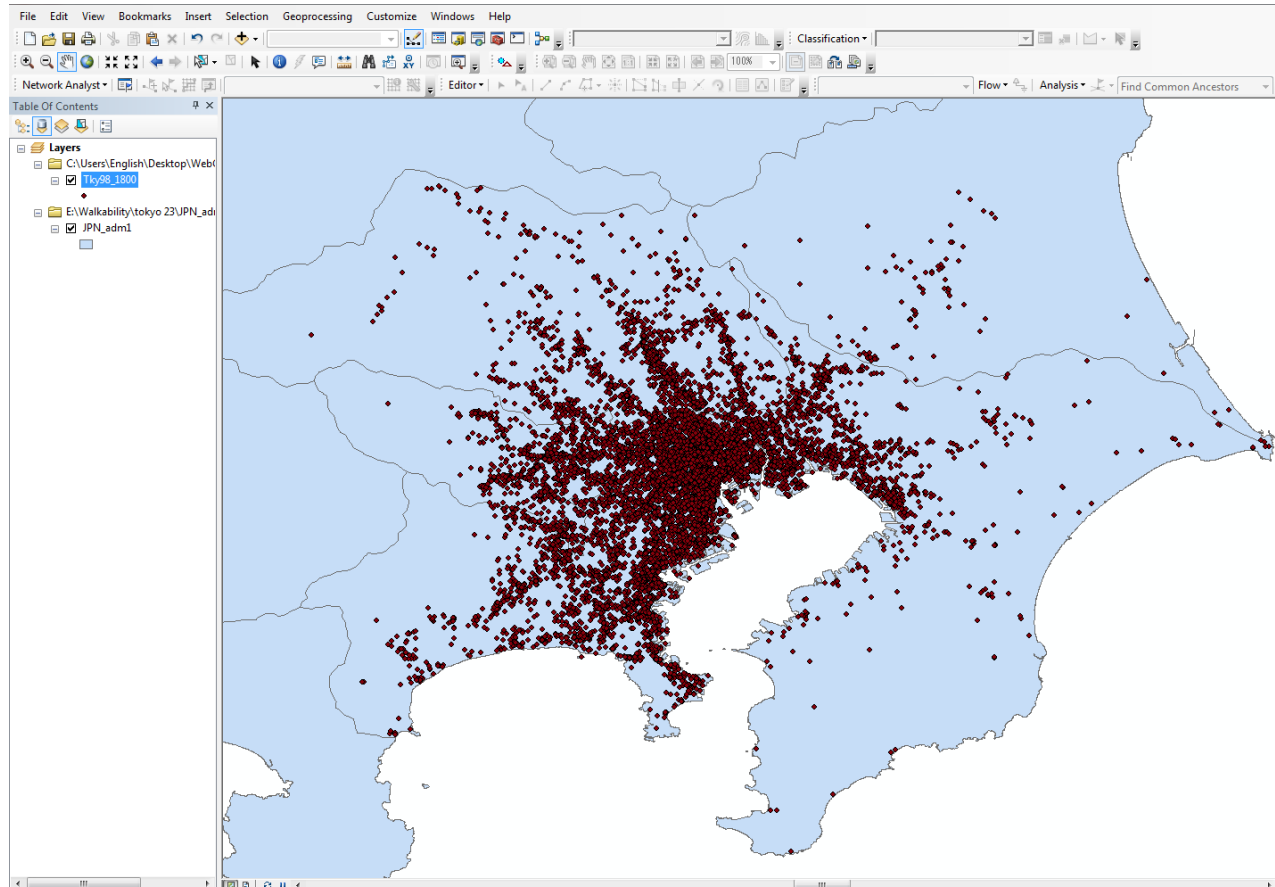 File Edit View Bookmarks Insert Selection Geoprocessing Customize Windows Help
Classification
100%
Network Analyst Editor Flow Analysis Find Common Ancestors
Table Of Contents
Layers
C:\Users\English\Desktop\Web
Tky98_1800
E:\Walkability\tokyo 23\JPN_adi
JPN_adm1